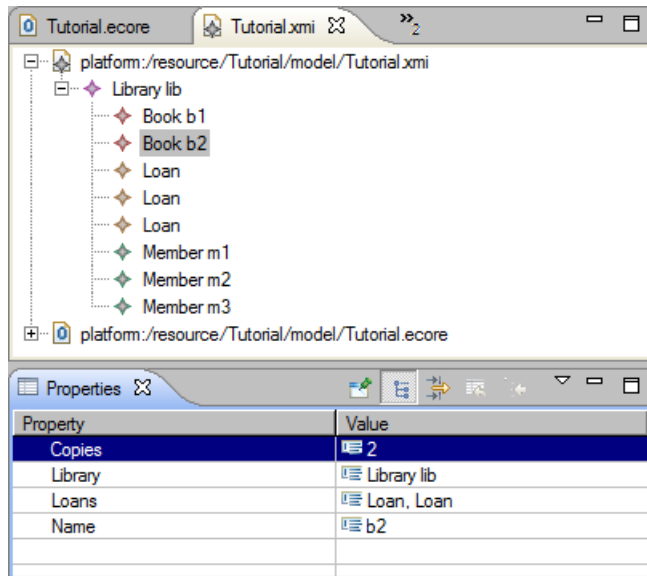 Tutorial.ecore Tutorial.xmi »2
platform:/resource/Tutorial/model/Tutorial.xmi
Library lib
Book b1
Book b2
Loan
Loan
Loan
Member m1
Member m2
Member m3
platform:/resource/Tutorial/model/Tutorial.ecore
Properties
Property Value
Copies 2
Library Library lib
Loans Loan, Loan
Name b2